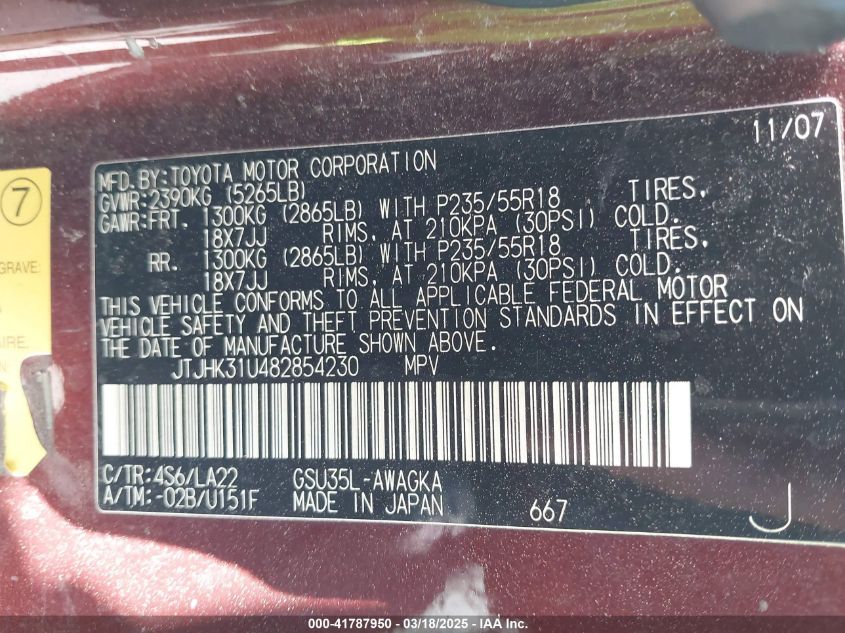 11/07
MFD.BY:TOYOTA MOTOR CORPORATION
GVWR:2390KG (5265LB)
GAWR:FRT. 1300KG (2865LB) WITH P235/55R18 TIRES,
18X7JJ RIMS, AT 210KPA (30PSI) COLD.
RR. 1300KG (2865LB) WITH P235/55R18 TIRES,
18X7JJ RIMS, AT 210KPA (30PSI) COLD.
THIS VEHICLE CONFORMS TO ALL APPLICABLE FEDERAL MOTOR
VEHICLE SAFETY AND THEFT PREVENTION STANDARDS IN EFFECT ON
THE DATE OF MANUFACTURE SHOWN ABOVE.
JTJHK31U482854230 MPV
C/TR:4S6/LA22 GSU35L-AWAGKA
A/TM:-02B/U151F MADE IN JAPAN 667
J
7
GRAVE
AIRE.
000-41787950 — 03/18/2025 — IAA Inc.